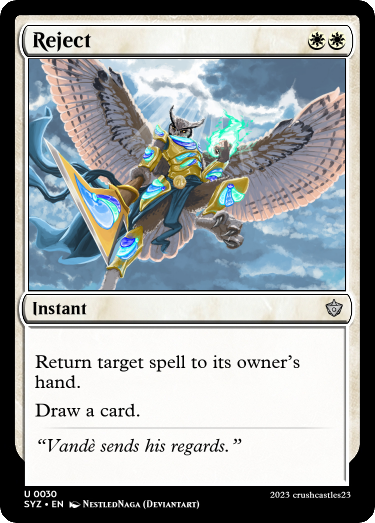 Reject
Instant
Return target spell to its owner's
hand.
Draw a card.
"Vandè sends his regards."
U 0030
SYZ • EN NestledNaga (Deviantart)
2023 crushcastles23